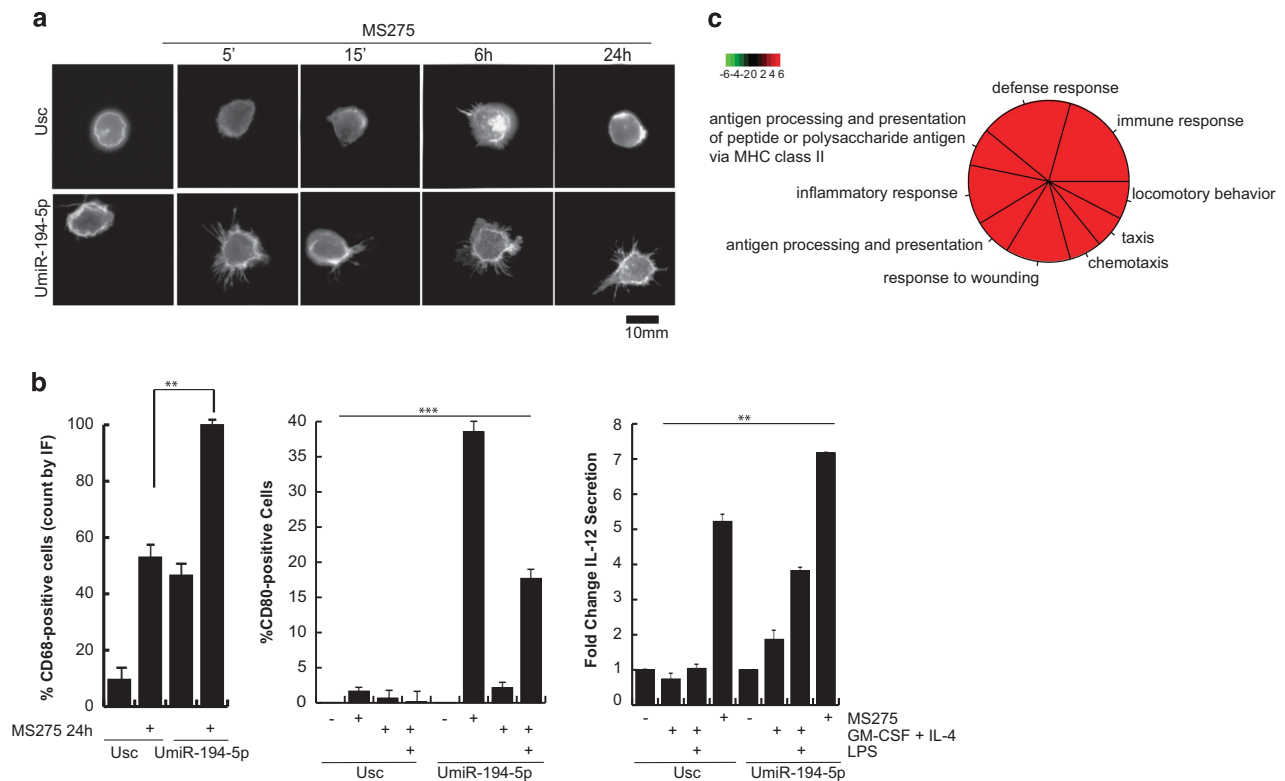 a
MS275
5' 15' 6h 24h
Usc
UmiR-194-5p
10mm
c
-6-4-20 2 4 6
defense response
immune response
antigen processing and presentation
of peptide or polysaccharide antigen
via MHC class II
inflammatory response
locomotory behavior
antigen processing and presentation
taxis
chemotaxis
response to wounding
b
**
% CD68-positive cells (count by IF)
100
80
60
40
20
0
MS275 24h + +
Usc UmiR-194-5p
***
%CD80-positive Cells
40
35
30
25
20
15
10
5
0
- + + + - + + +
+ +
Usc UmiR-194-5p
**
Fold Change IL-12 Secretion
8
7
6
5
4
3
2
1
0
- + - + MS275
+ + + + GM-CSF + IL-4
+ + LPS
Usc UmiR-194-5p